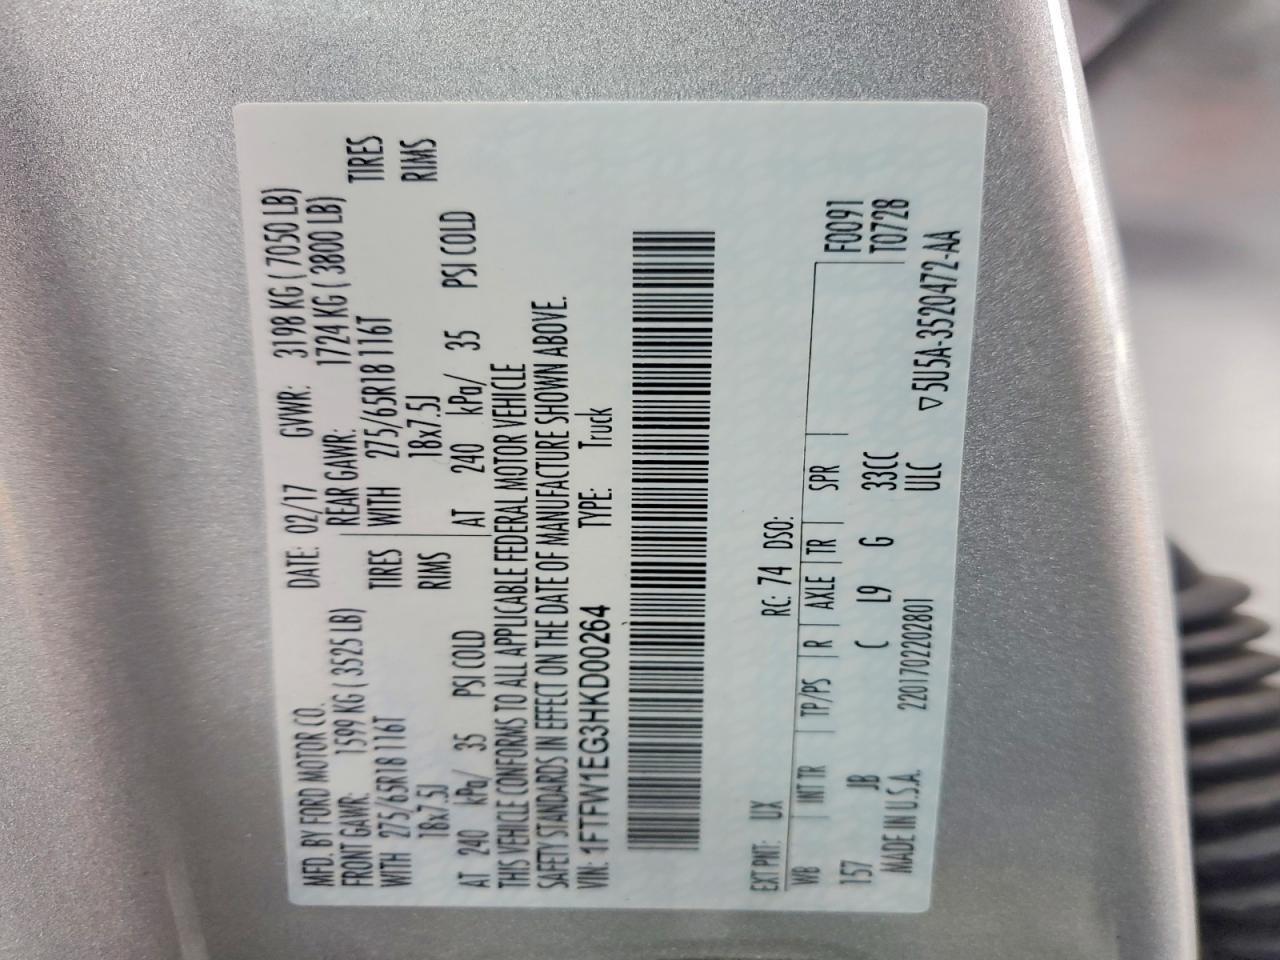 MFD. BY FORD MOTOR CO.
DATE: 02/17 GVWR: 3198 KG ( 7050 LB)
FRONT GAWR: 1599 KG ( 3525 LB) REAR GAWR: 1724 KG ( 3800 LB)
WITH 275/65R18 116T TIRES WITH 275/65R18 116T TIRES
18x7.5J RIMS 18x7.5J RIMS
AT 240 kPa/ 35 PSI COLD AT 240 kPa/ 35 PSI COLD
THIS VEHICLE CONFORMS TO ALL APPLICABLE FEDERAL MOTOR VEHICLE
SAFETY STANDARDS IN EFFECT ON THE DATE OF MANUFACTURE SHOWN ABOVE.
VIN: 1FTFW1EG3HKD00264 TYPE: Truck
EXT PNT: UX RC: 74 DSO:
WB INT TR TP/PS R AXLE TR SPR F0091
157 JB C L9 G 33CC T0728
MADE IN U.S.A. 2201702202801 ULC ▽5U5A-3520472-AA